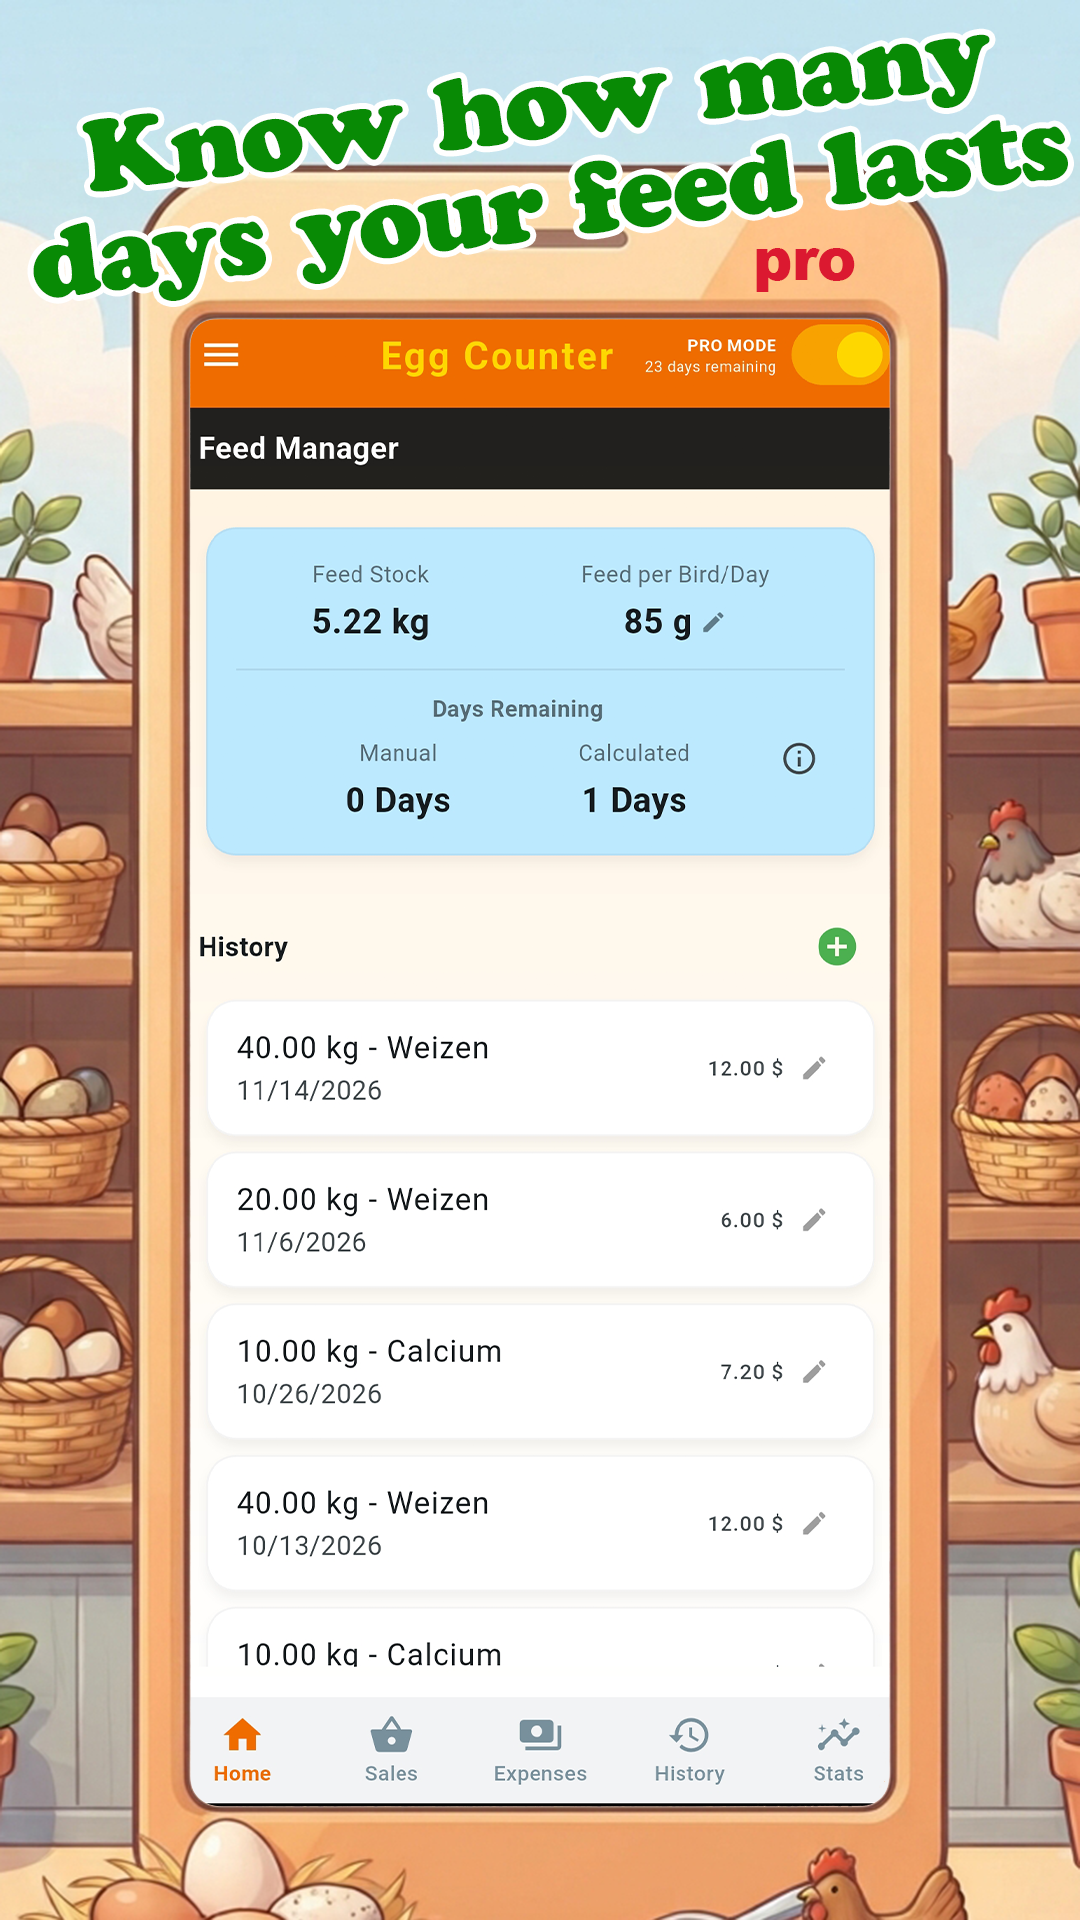 Know how many
days your feed lasts
pro
Egg Counter
PRO MODE
23 days remaining
Feed Manager
Feed Stock
Feed per Bird/Day
5.22 kg
85 g
Days Remaining
Manual
Calculated
0 Days
1 Days
History
40.00 kg - Weizen
11/14/2026
12.00 $
20.00 kg - Weizen
11/6/2026
6.00 $
10.00 kg - Calcium
10/26/2026
7.20 $
40.00 kg - Weizen
10/13/2026
12.00 $
10.00 kg - Calcium
Home
Sales
Expenses
History
Stats